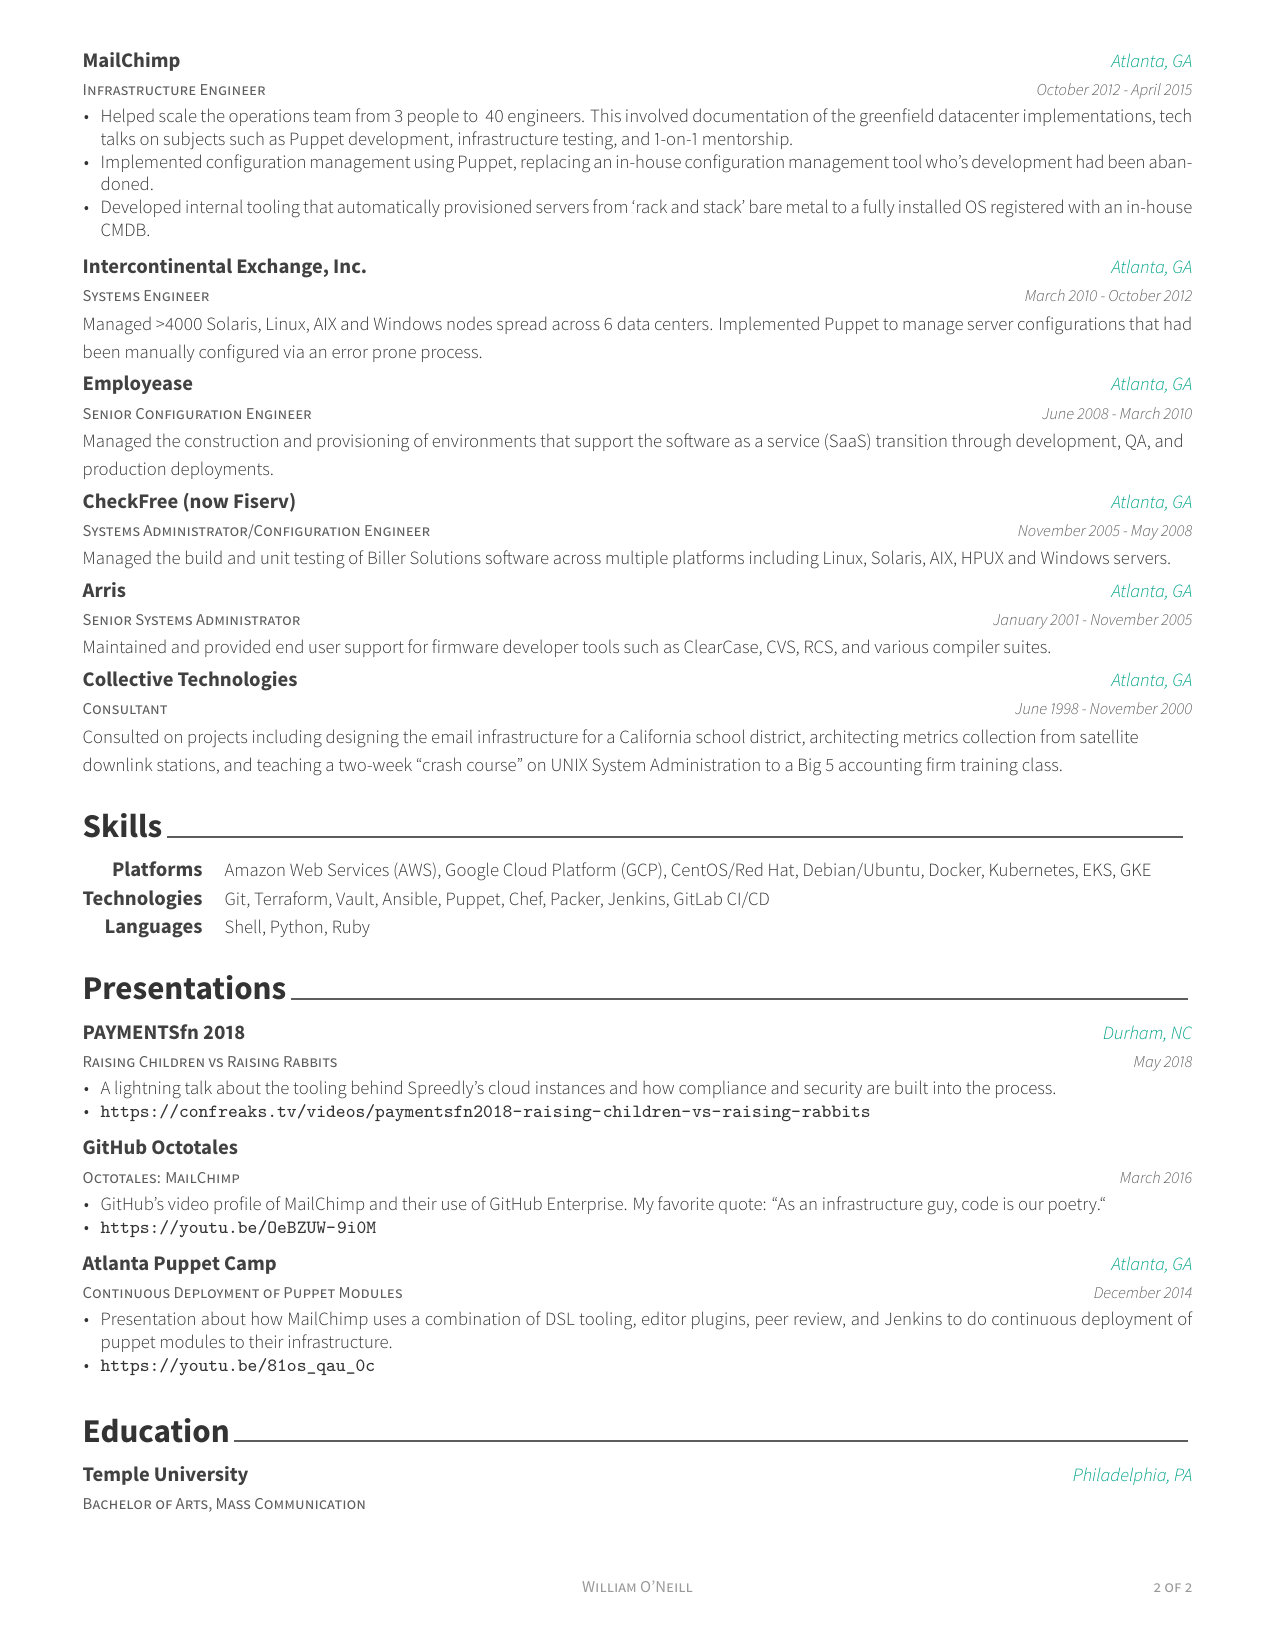 MailChimp Atlanta, GA
Infrastructure Engineer October 2012 - April 2015
• Helped scale the operations team from 3 people to 40 engineers. This involved documentation of the greenfield datacenter implementations, tech
talks on subjects such as Puppet development, infrastructure testing, and 1-on-1 mentorship.
• Implemented configuration management using Puppet, replacing an in-house configuration management tool who's development had been aban-
doned.
• Developed internal tooling that automatically provisioned servers from ‘rack and stack’ bare metal to a fully installed OS registered with an in-house
CMDB.
Intercontinental Exchange, Inc. Atlanta, GA
Systems Engineer March 2010 - October 2012
Managed >4000 Solaris, Linux, AIX and Windows nodes spread across 6 data centers. Implemented Puppet to manage server configurations that had
been manually configured via an error prone process.
Employease Atlanta, GA
Senior Configuration Engineer June 2008 - March 2010
Managed the construction and provisioning of environments that support the software as a service (SaaS) transition through development, QA, and
production deployments.
CheckFree (now Fiserv) Atlanta, GA
Systems Administrator/Configuration Engineer November 2005 - May 2008
Managed the build and unit testing of Biller Solutions software across multiple platforms including Linux, Solaris, AIX, HPUX and Windows servers.
Arris Atlanta, GA
Senior Systems Administrator January 2001 - November 2005
Maintained and provided end user support for firmware developer tools such as ClearCase, CVS, RCS, and various compiler suites.
Collective Technologies Atlanta, GA
Consultant June 1998 - November 2000
Consulted on projects including designing the email infrastructure for a California school district, architecting metrics collection from satellite
downlink stations, and teaching a two-week “crash course” on UNIX System Administration to a Big 5 accounting firm training class.
Skills
Platforms Amazon Web Services (AWS), Google Cloud Platform (GCP), CentOS/Red Hat, Debian/Ubuntu, Docker, Kubernetes, EKS, GKE
Technologies Git, Terraform, Vault, Ansible, Puppet, Chef, Packer, Jenkins, GitLab CI/CD
Languages Shell, Python, Ruby
Presentations
PAYMENTSfn 2018 Durham, NC
Raising Children vs Raising Rabbits May 2018
• A lightning talk about the tooling behind Spreedly’s cloud instances and how compliance and security are built into the process.
• https://confreaks.tv/videos/paymentsfn2018-raising-children-vs-raising-rabbits
GitHub Octotales
Octotales: MailChimp March 2016
• GitHub’s video profile of MailChimp and their use of GitHub Enterprise. My favorite quote: “As an infrastructure guy, code is our poetry.“
• https://youtu.be/OeBZUW-9i0M
Atlanta Puppet Camp Atlanta, GA
Continuous Deployment of Puppet Modules December 2014
• Presentation about how MailChimp uses a combination of DSL tooling, editor plugins, peer review, and Jenkins to do continuous deployment of
puppet modules to their infrastructure.
• https://youtu.be/81os_qau_0c
Education
Temple University Philadelphia, PA
Bachelor of Arts, Mass Communication
William O’Neill 2 of 2